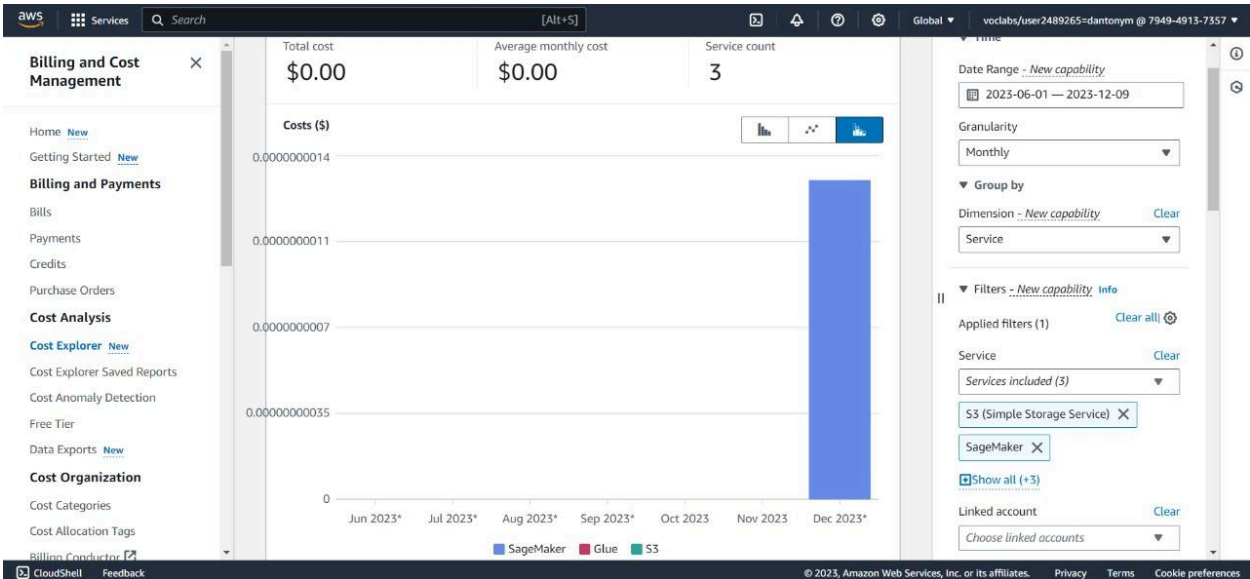 aws Services Search [Alt+S] Global voclabs/user2489265=dantonym @ 7949-4913-7357
Billing and Cost
Management
Home New
Getting Started New
Billing and Payments
Bills
Payments
Credits
Purchase Orders
Cost Analysis
Cost Explorer New
Cost Explorer Saved Reports
Cost Anomaly Detection
Free Tier
Data Exports New
Cost Organization
Cost Categories
Cost Allocation Tags
Billing Conductor
Total cost Average monthly cost Service count
$0.00 $0.00 3
Costs ($)
0.0000000014
0.0000000011
0.0000000007
0.00000000035
0
Jun 2023* Jul 2023* Aug 2023* Sep 2023* Oct 2023 Nov 2023 Dec 2023*
SageMaker Glue S3
Time
Date Range - New capability
2023-06-01 — 2023-12-09
Granularity
Monthly
Group by
Dimension - New capability Clear
Service
Filters - New capability Info
Applied filters (1) Clear all
Service Clear
Services included (3)
S3 (Simple Storage Service)
SageMaker
Show all (+3)
Linked account Clear
Choose linked accounts
CloudShell Feedback © 2023, Amazon Web Services, Inc. or its affiliates. Privacy Terms Cookie preferences